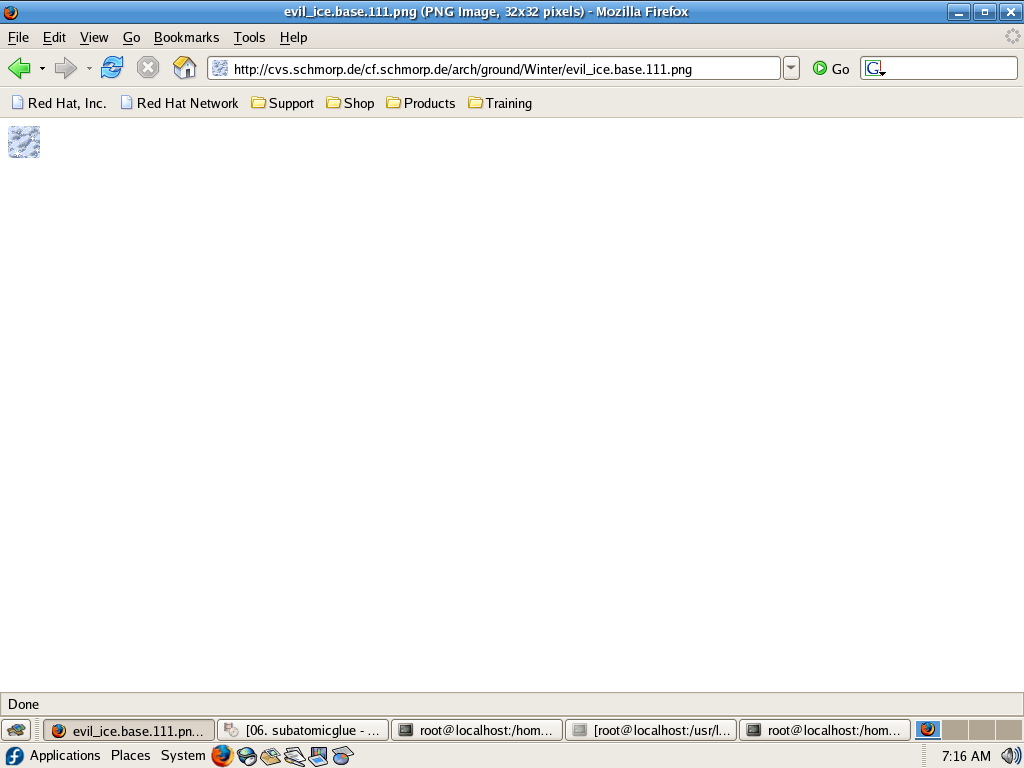 evil_ice.base.111.png (PNG Image, 32x32 pixels) - Mozilla Firefox
File Edit View Go Bookmarks Tools Help
http://cvs.schmorp.de/cf.schmorp.de/arch/ground/Winter/evil_ice.base.111.png Go G
Red Hat, Inc. Red Hat Network Support Shop Products Training
Done
evil_ice.base.111.pn... [06. subatomicglue - ... root@localhost:/hom... [root@localhost:/usr/l... root@localhost:/hom...
Applications Places System 7:16 AM